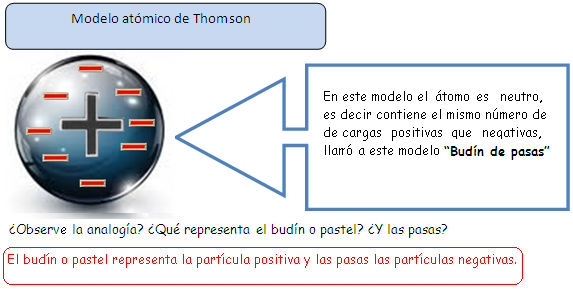 Modelo atómico de Thomson
En este modelo el átomo es neutro,
es decir contiene el mismo número de
de cargas positivas que negativas,
llamó a este modelo "Budín de pasas"
¿Observe la analogía? ¿Qué representa el budín o pastel? ¿Y las pasas?
El budín o pastel representa la partícula positiva y las pasas las partículas negativas.